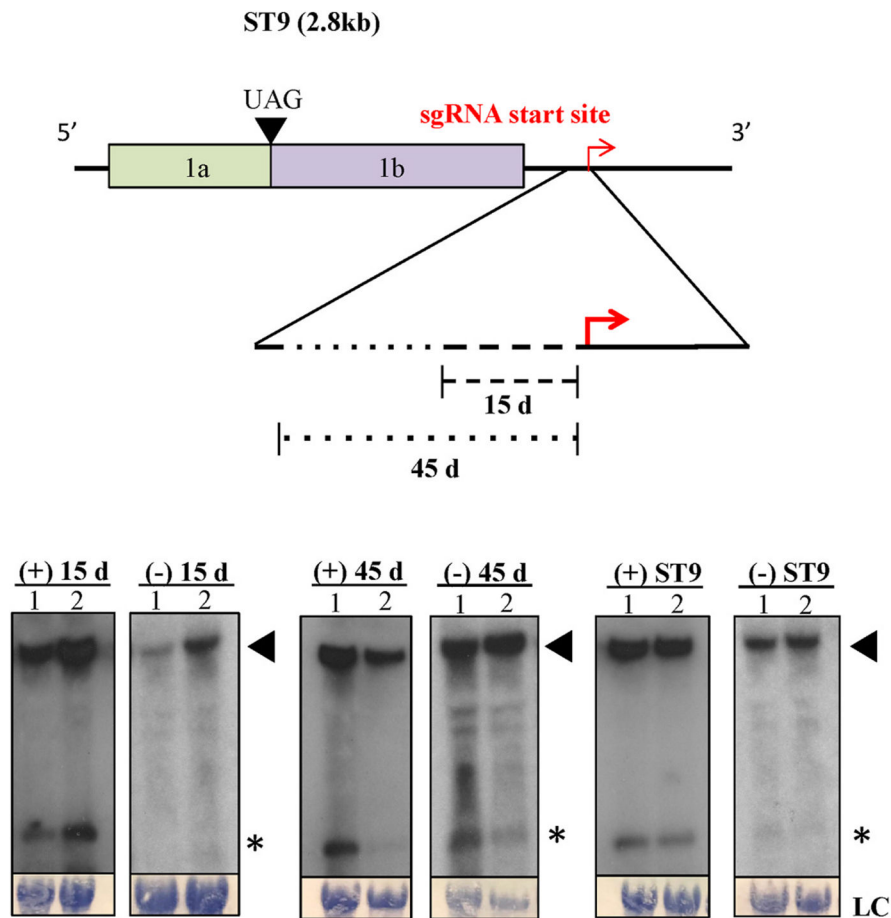 ST9 (2.8kb)
UAG
sgRNA start site
5’
3’
1a
1b
15 d
45 d
(+) 15 d
(-) 15 d
(+) 45 d
(-) 45 d
(+) ST9
(-) ST9
1 2
1 2
1 2
1 2
1 2
1 2
*
*
*
LC